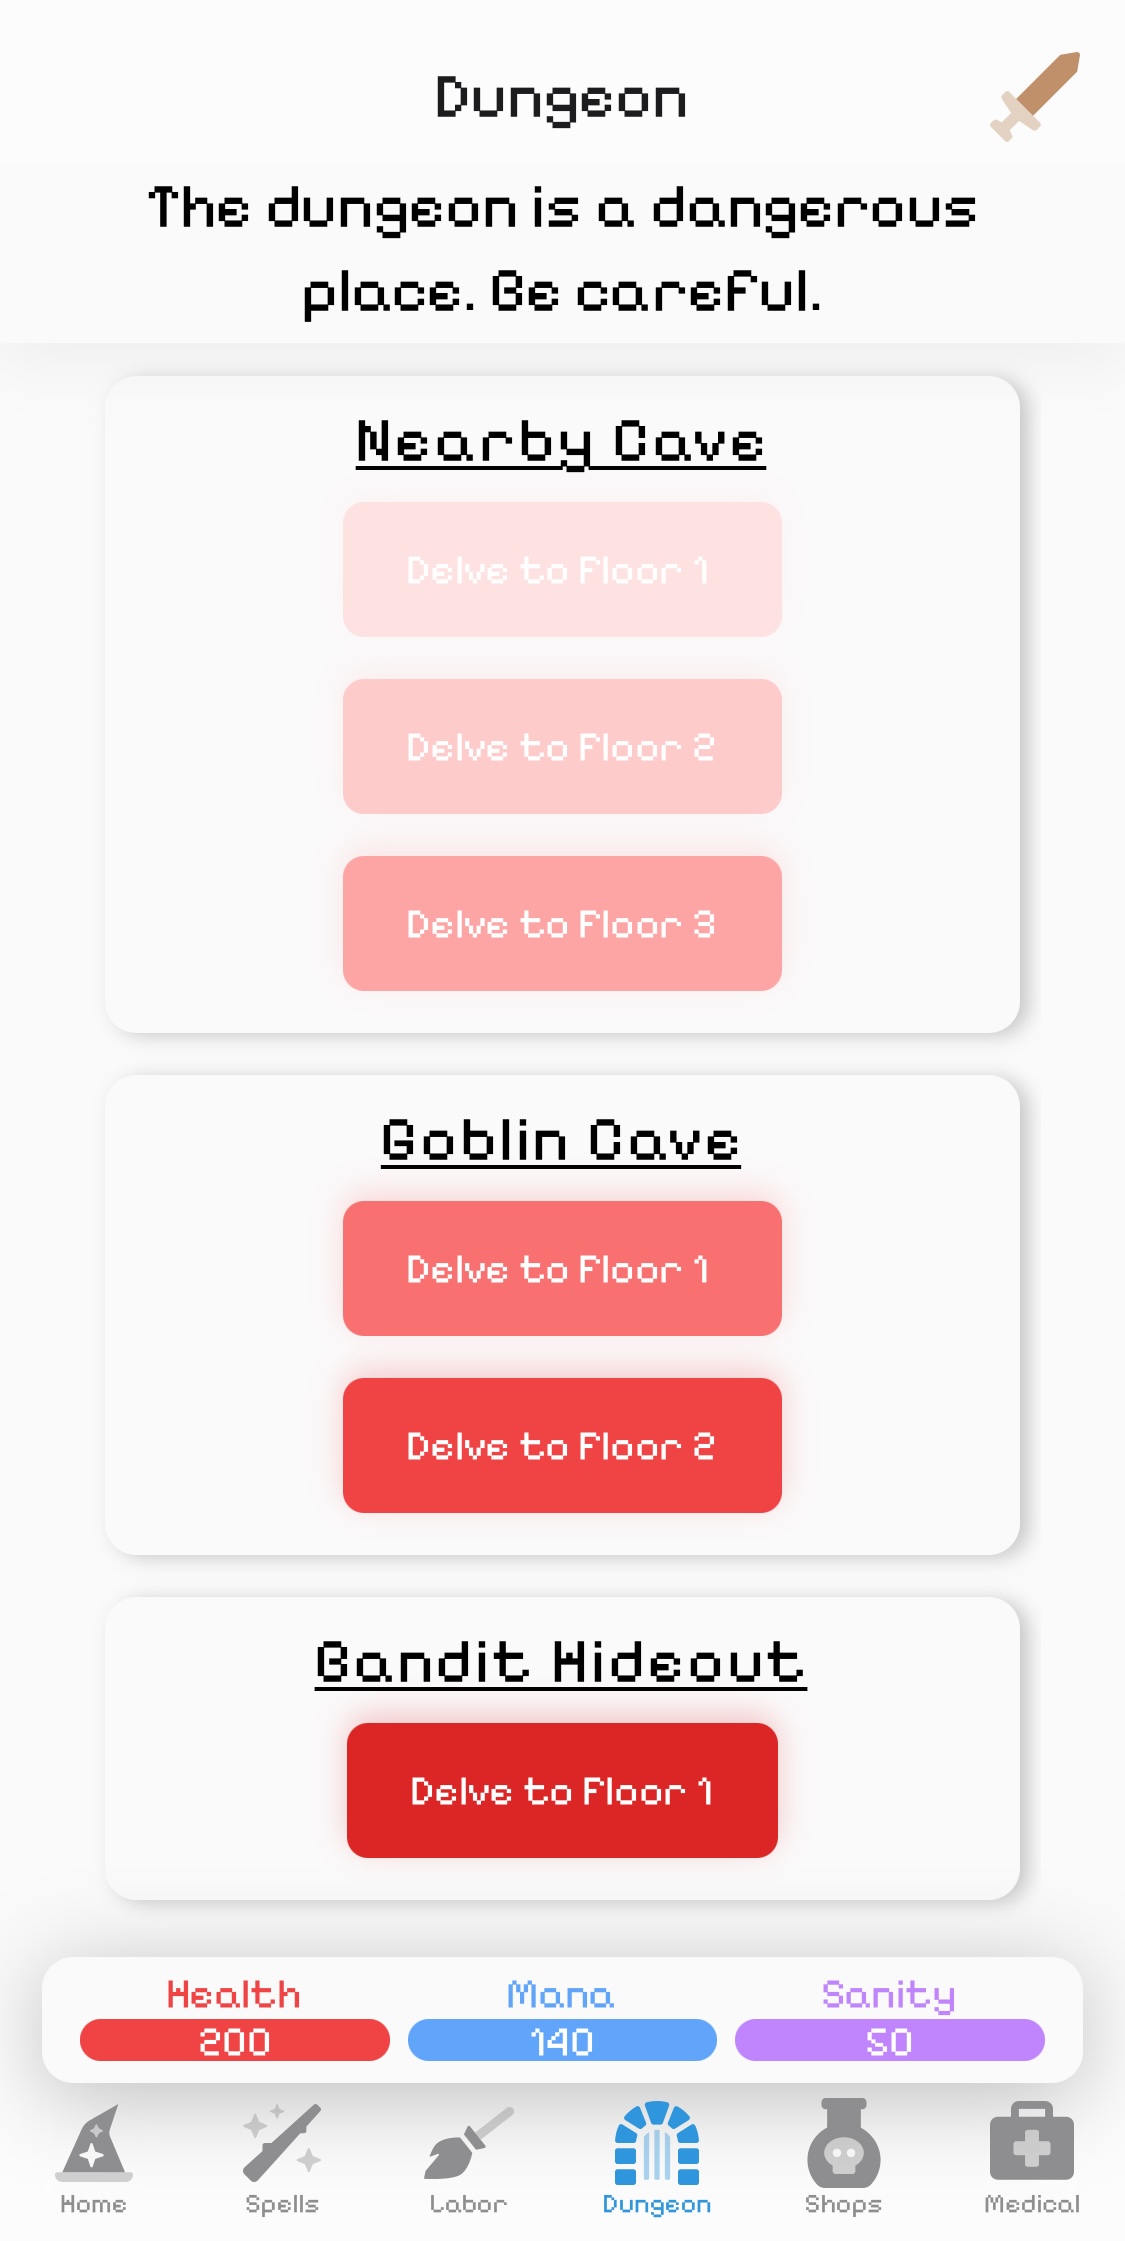 Dungeon
The dungeon is a dangerous
place. Be careful.
Nearby Cave
Delve to Floor 1
Delve to Floor 2
Delve to Floor 3
Goblin Cave
Delve to Floor 1
Delve to Floor 2
Bandit Hideout
Delve to Floor 1
Health Mana Sanity
200 140 50
Home Spells Labor Dungeon Shops Medical